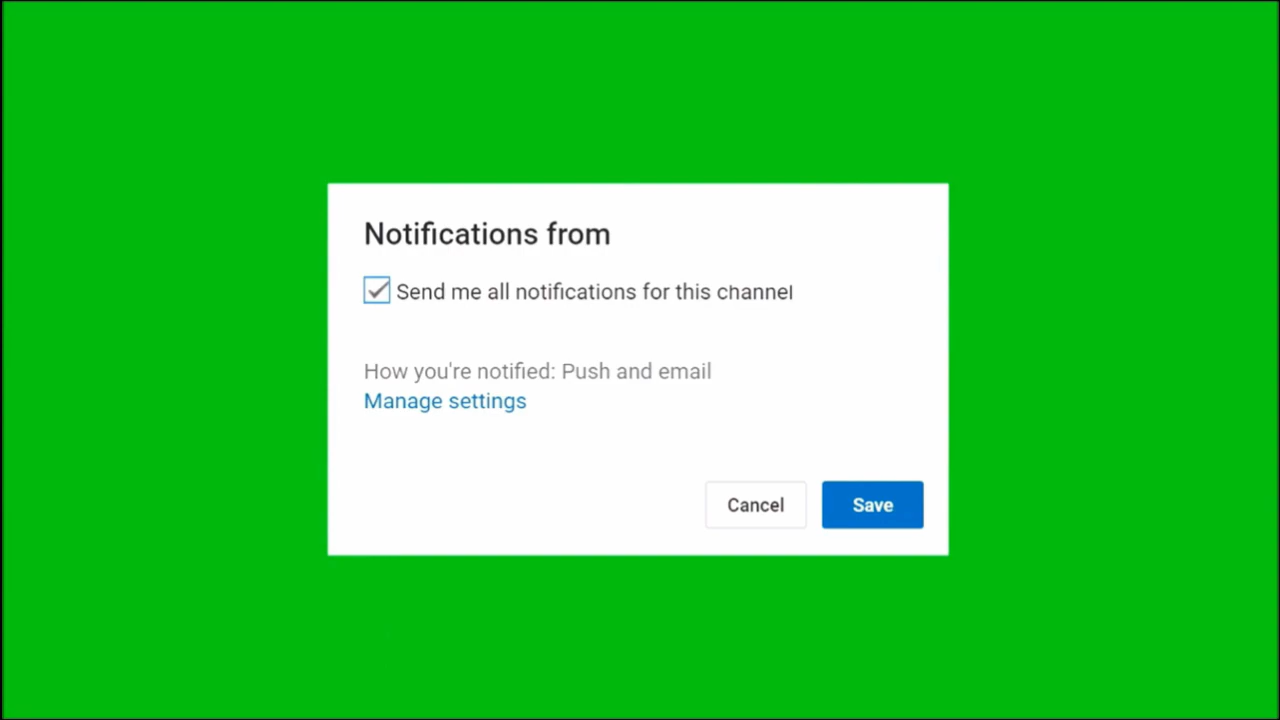 Notifications from
Send me all notifications for this channel
How you're notified: Push and email
Manage settings
Cancel Save